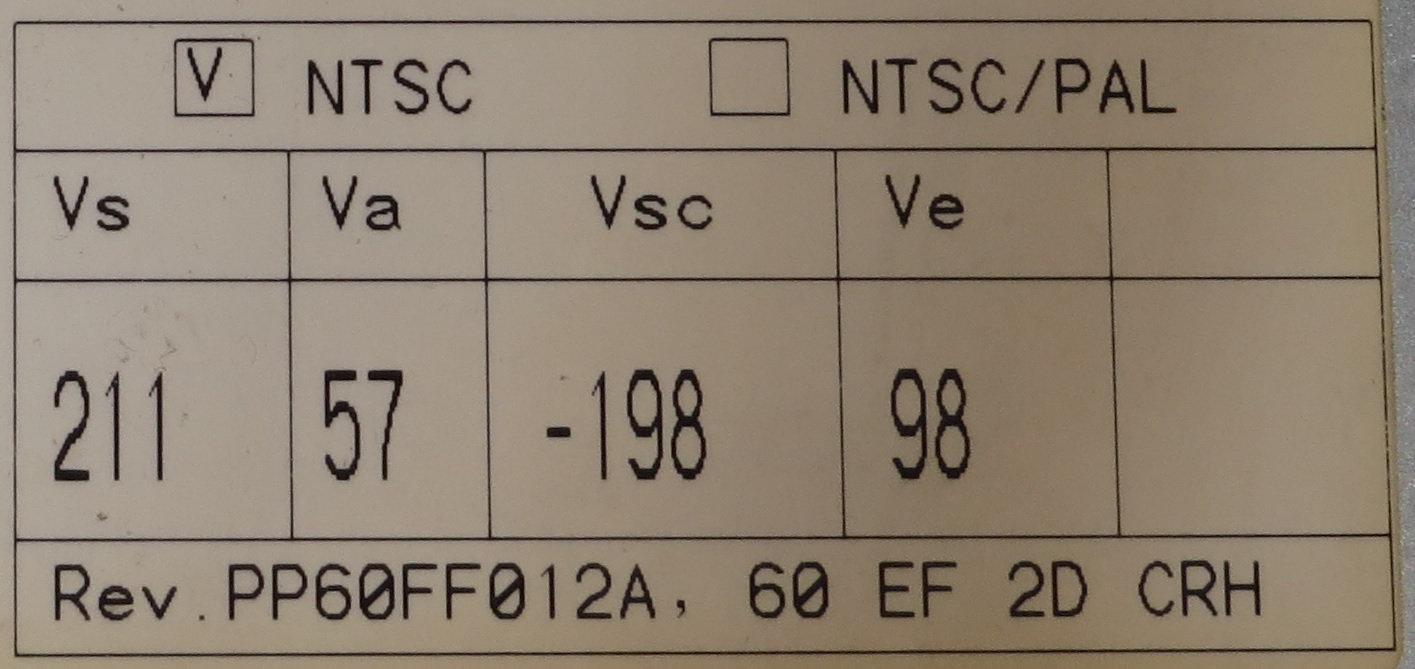 V NTSC NTSC/PAL
Vs Va Vsc Ve
211 57 -198 98
Rev.PP60FF012A, 60 EF 2D CRH